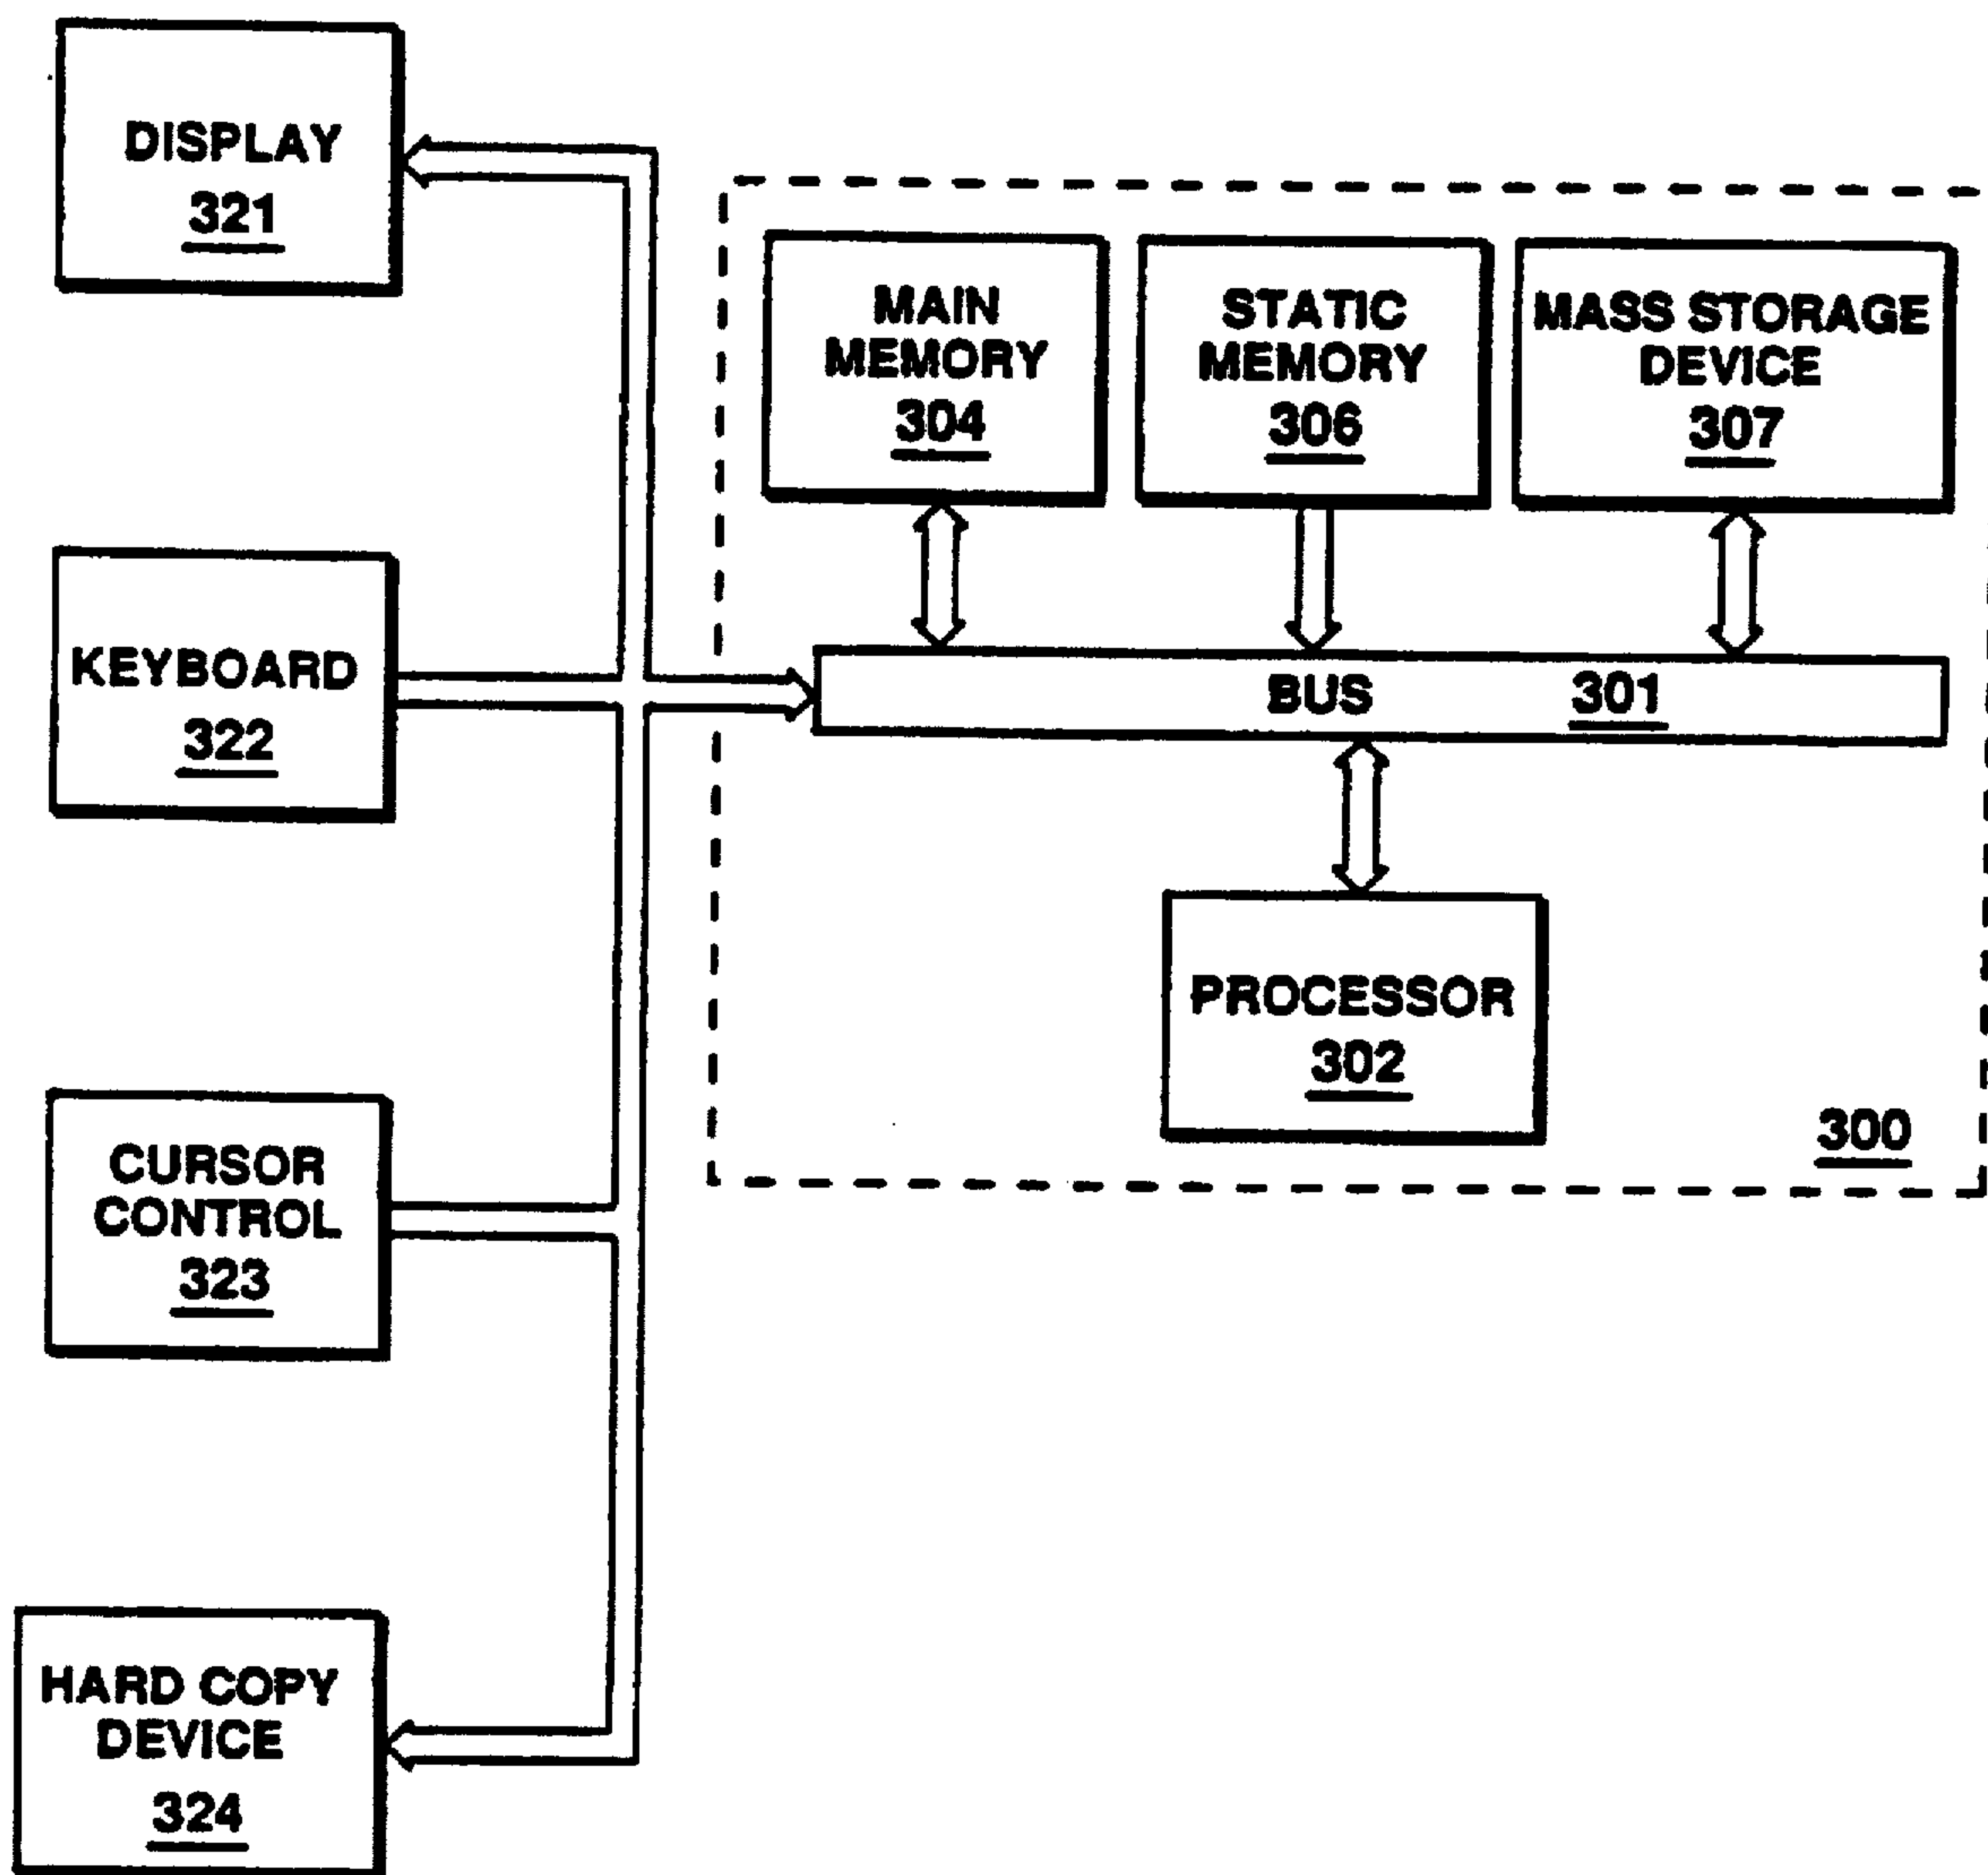 DISPLAY
321
MAIN
MEMORY
304
STATIC
MEMORY
306
MASS STORAGE
DEVICE
307
KEYBOARD
322
BUS 301
PROCESSOR
302
300
CURSOR
CONTROL
323
HARD COPY
DEVICE
324